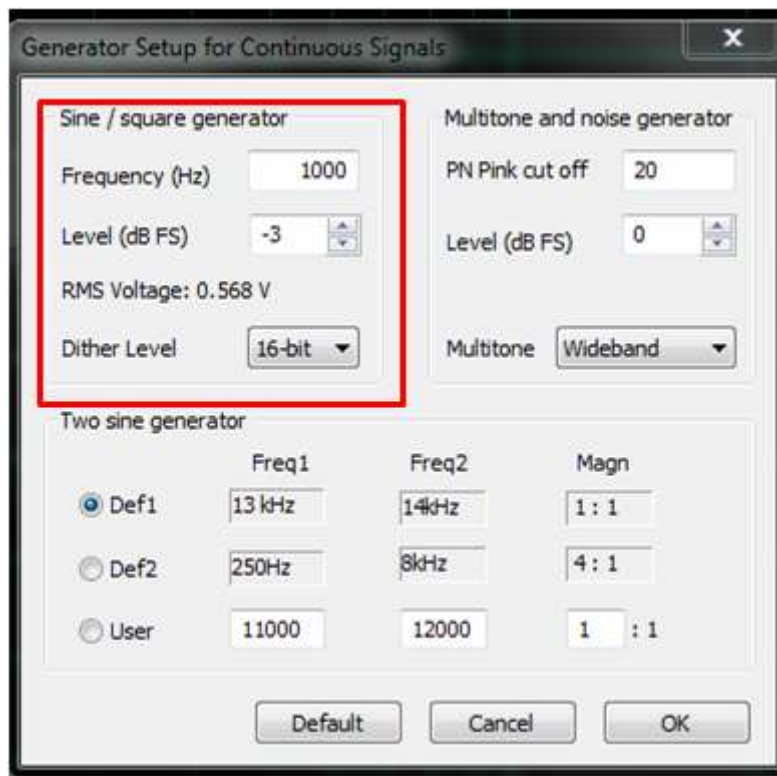 Generator Setup for Continuous Signals
Sine / square generator
Frequency (Hz) 1000
Level (dB FS) -3
RMS Voltage: 0.568 V
Dither Level 16-bit
Multitone and noise generator
PN Pink cut off 20
Level (dB FS) 0
Multitone Wideband
Two sine generator
Freq1 Freq2 Magn
Def1 13 kHz 14kHz 1 : 1
Def2 250Hz 8kHz 4 : 1
User 11000 12000 1 : 1
Default Cancel OK